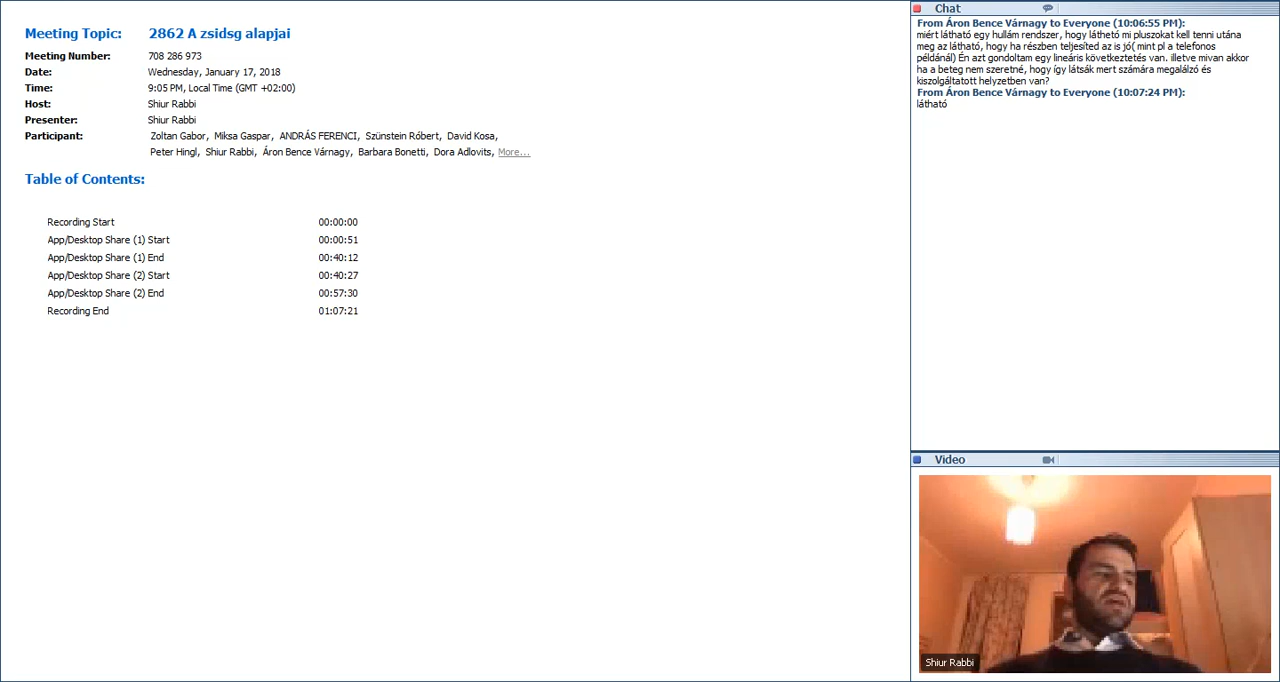 Meeting Topic: 2862 A zsidsg alapjai
Meeting Number: 708 286 973
Date: Wednesday, January 17, 2018
Time: 9:05 PM, Local Time (GMT +02:00)
Host: Shiur Rabbi
Presenter: Shiur Rabbi
Participant: Zoltan Gabor, Miksa Gaspar, ANDRÁS FERENCI, Szünstein Róbert, David Kosa,
Peter Hingl, Shiur Rabbi, Áron Bence Várnagy, Barbara Bonetti, Dora Adlovits, More...
Table of Contents:
Recording Start 00:00:00
App/Desktop Share (1) Start 00:00:51
App/Desktop Share (1) End 00:40:12
App/Desktop Share (2) Start 00:40:27
App/Desktop Share (2) End 00:57:30
Recording End 01:07:21
Chat
From Áron Bence Várnagy to Everyone (10:06:55 PM):
miért látható egy hullám rendszer, hogy láthető mi pluszokat kell tenni utána
meg az látható, hogy ha részben teljesíted az is jó( mint pl a telefonos
példánál) Én azt gondoltam egy lineáris következtetés van. illetve mivan akkor
ha a beteg nem szeretné, hogy így látsák mert számára megalálzó és
kiszolgáltatott helyzetben van?
From Áron Bence Várnagy to Everyone (10:07:24 PM):
látható
Video
Shiur Rabbi